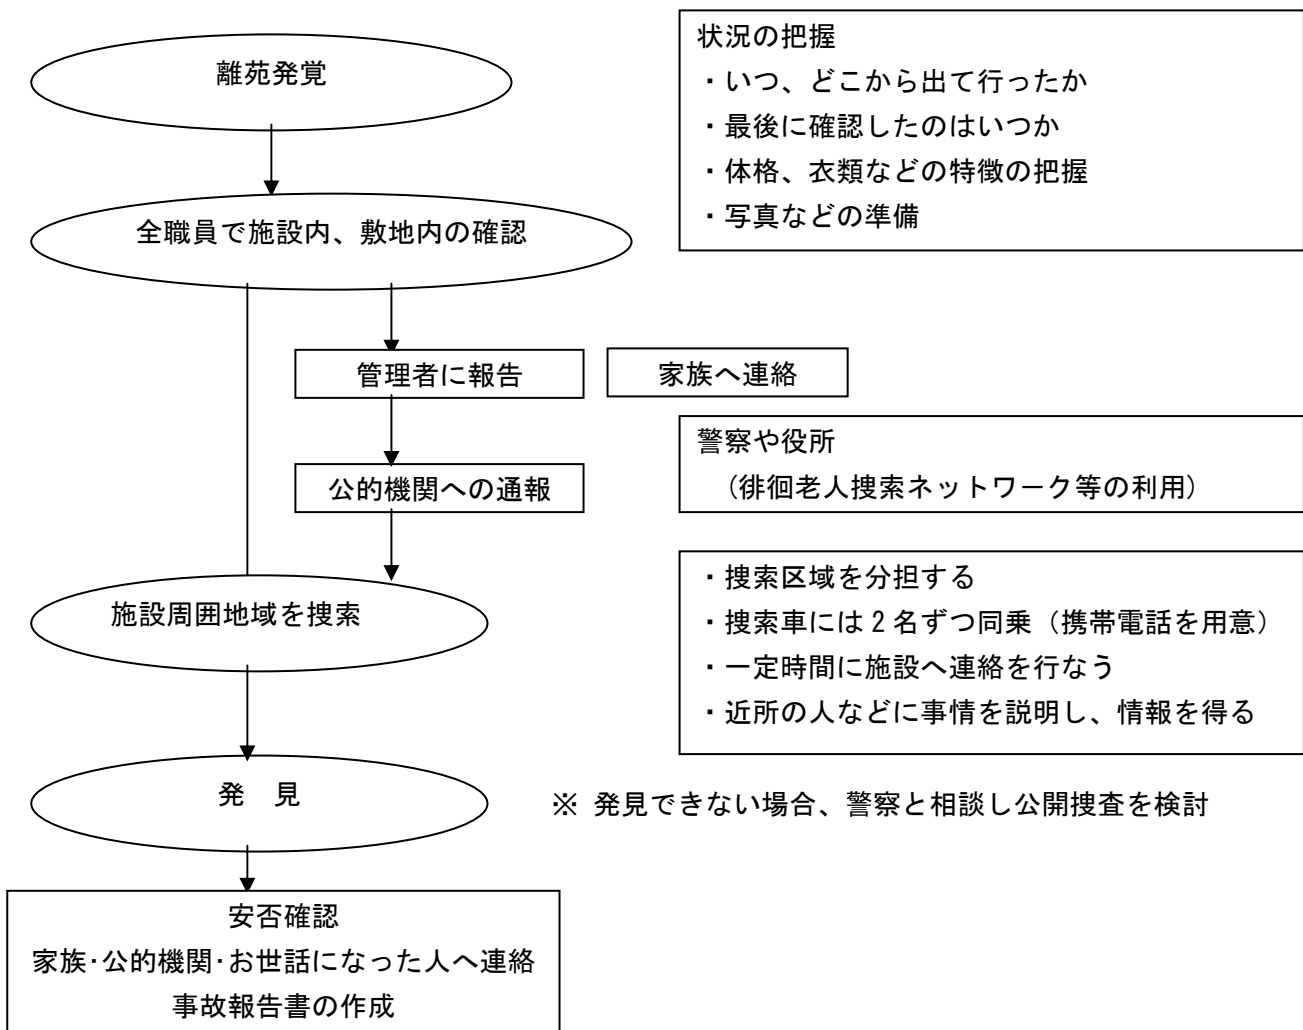 離苑発覚
状況の把握
・いつ、どこから出て行ったか
・最後に確認したのはいつか
・体格、衣類などの特徴の把握
・写真などの準備
全職員で施設内、敷地内の確認
管理者に報告
家族へ連絡
公的機関への通報
警察や役所
（徘徊老人捜索ネットワーク等の利用）
施設周囲地域を捜索
・捜索区域を分担する
・捜索車には２名ずつ同乗（携帯電話を用意）
・一定時間に施設へ連絡を行なう
・近所の人などに事情を説明し、情報を得る
発　見
※ 発見できない場合、警察と相談し公開捜査を検討
安否確認
家族･公的機関･お世話になった人へ連絡
事故報告書の作成